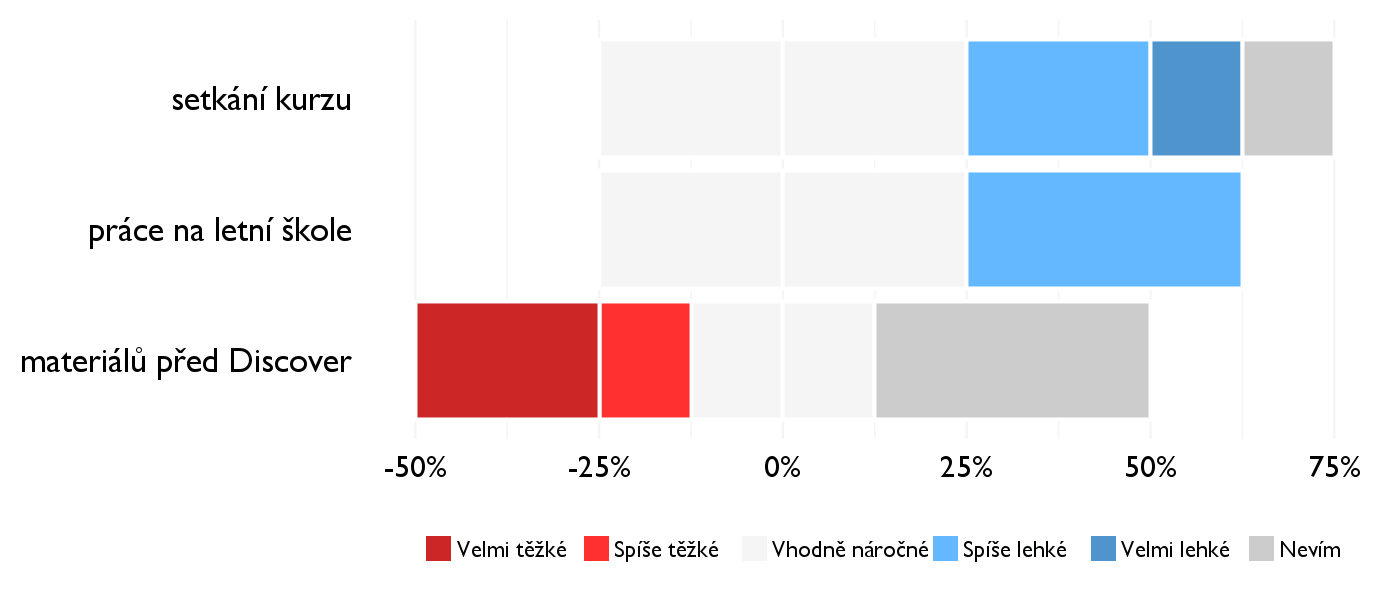 setkání kurzu
práce na letní škole
materiálů před Discover
-50% -25% 0% 25% 50% 75%
Velmi těžké Spíše těžké Vhodně náročné Spíše lehké Velmi lehké Nevím